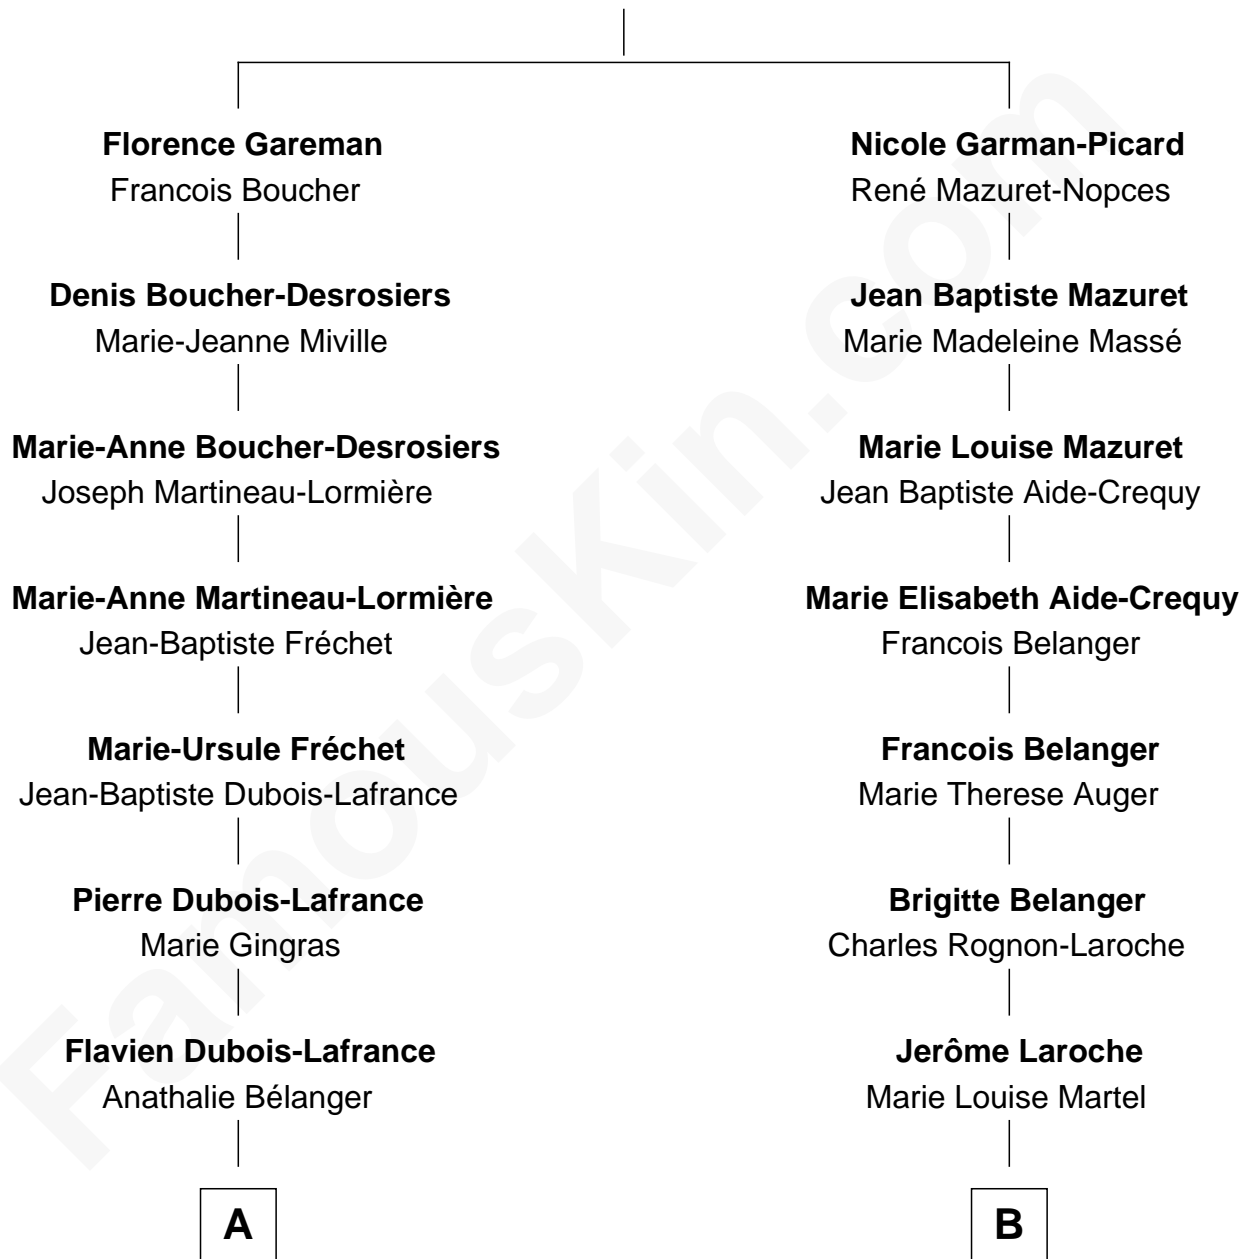 Florence Gareman
Francois Boucher
Denis Boucher-Desrosiers
Marie-Jeanne Miville
Marie-Anne Boucher-Desrosiers
Joseph Martineau-Lormière
Marie-Anne Martineau-Lormière
Jean-Baptiste Fréchet
Marie-Ursule Fréchet
Jean-Baptiste Dubois-Lafrance
Pierre Dubois-Lafrance
Marie Gingras
Flavien Dubois-Lafrance
Anathalie Bélanger
A
Nicole Garman-Picard
René Mazuret-Nopces
Jean Baptiste Mazuret
Marie Madeleine Massé
Marie Louise Mazuret
Jean Baptiste Aide-Crequy
Marie Elisabeth Aide-Crequy
Francois Belanger
Francois Belanger
Marie Therese Auger
Brigitte Belanger
Charles Rognon-Laroche
Jerôme Laroche
Marie Louise Martel
B
FamousKin.com